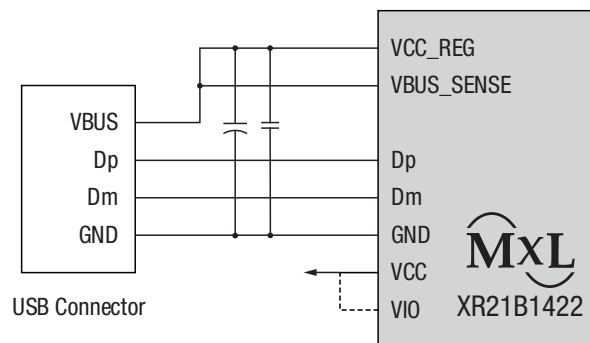 VCC_REG
VBUS_SENSE
VBUS
Dp
Dm
GND
USB Connector
Dp
Dm
GND
VCC
VIO
MxL
XR21B1422